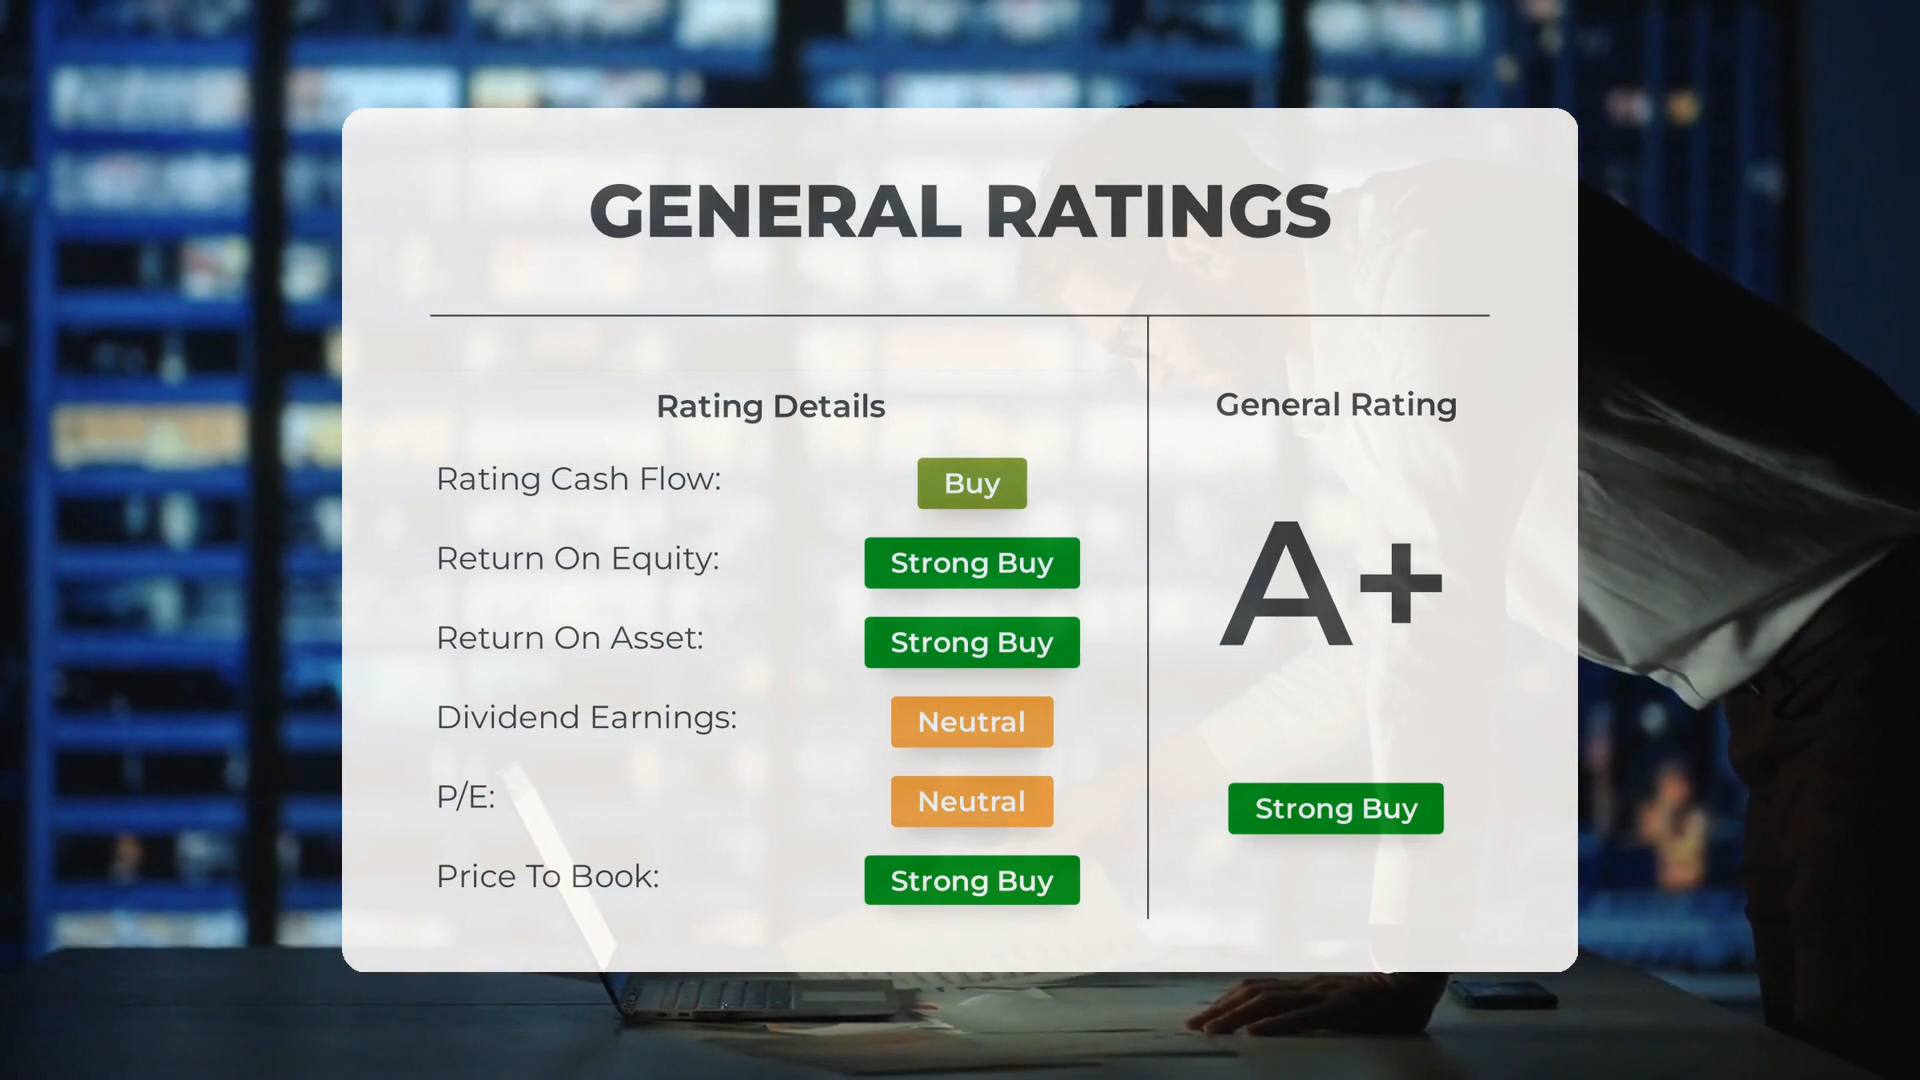 GENERAL RATINGS
Rating Details
Rating Cash Flow: Buy
Return On Equity: Strong Buy
Return On Asset: Strong Buy
Dividend Earnings: Neutral
P/E: Neutral
Price To Book: Strong Buy
General Rating
A+
Strong Buy